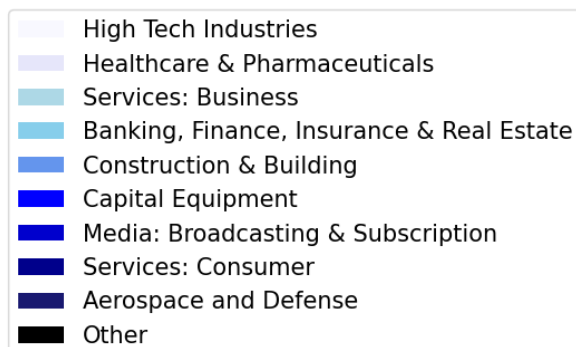 High Tech Industries
Healthcare & Pharmaceuticals
Services: Business
Banking, Finance, Insurance & Real Estate
Construction & Building
Capital Equipment
Media: Broadcasting & Subscription
Services: Consumer
Aerospace and Defense
Other